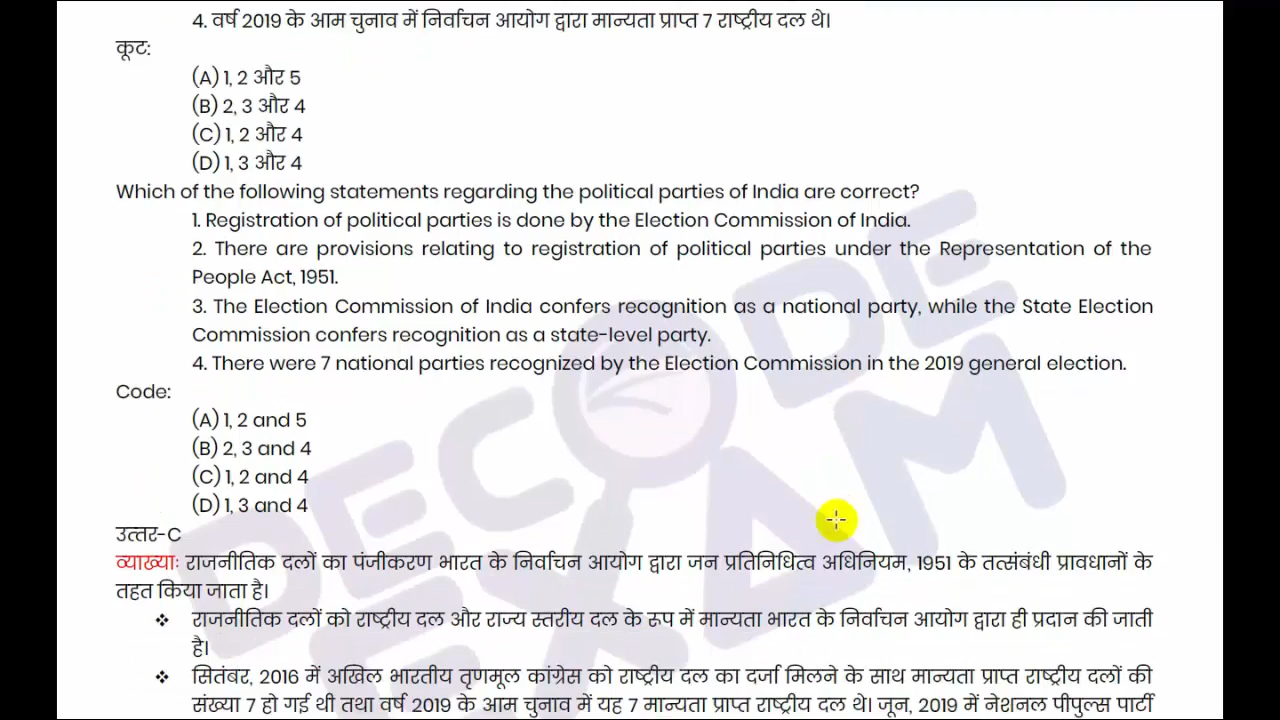 4. वर्ष 2019 के आम चुनाव में निर्वाचन आयोग द्वारा मान्यता प्राप्त 7 राष्ट्रीय दल थे।
कूट:
(A) 1, 2 और 5
(B) 2, 3 और 4
(C) 1, 2 और 4
(D) 1, 3 और 4
Which of the following statements regarding the political parties of India are correct?
1. Registration of political parties is done by the Election Commission of India.
2. There are provisions relating to registration of political parties under the Representation of the
People Act, 1951.
3. The Election Commission of India confers recognition as a national party, while the State Election
Commission confers recognition as a state-level party.
4. There were 7 national parties recognized by the Election Commission in the 2019 general election.
Code:
(A) 1, 2 and 5
(B) 2, 3 and 4
(C) 1, 2 and 4
(D) 1, 3 and 4
उत्तर-C
व्याख्याः राजनीतिक दलों का पंजीकरण भारत के निर्वाचन आयोग द्वारा जन प्रतिनिधित्व अधिनियम, 1951 के तत्संबंधी प्रावधानों के
तहत किया जाता है।
❖ राजनीतिक दलों को राष्ट्रीय दल और राज्य स्तरीय दल के रूप में मान्यता भारत के निर्वाचन आयोग द्वारा ही प्रदान की जाती
है।
❖ सितंबर, 2016 में अखिल भारतीय तृणमूल कांग्रेस को राष्ट्रीय दल का दर्जा मिलने के साथ मान्यता प्राप्त राष्ट्रीय दलों की
संख्या 7 हो गई थी तथा वर्ष 2019 के आम चुनाव में यह 7 मान्यता प्राप्त राष्ट्रीय दल थे। जून, 2019 में नेशनल पीपुल्स पार्टी
DECODE
EXAM